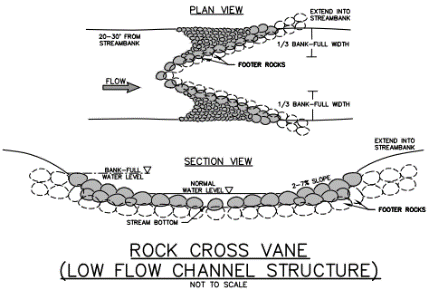 PLAN VIEW
EXTEND INTO
STREAMBANK
20-30° FROM
STREAMBANK
1/3 BANK-FULL WIDTH
FOOTER ROCKS
FLOW
1/3 BANK-FULL WIDTH
EXTEND INTO
STREAMBANK
SECTION VIEW
BANK-FULL
WATER LEVEL
NORMAL
WATER LEVEL
2-7% SLOPE
FOOTER ROCKS
STREAM BOTTOM
ROCK CROSS VANE
(LOW FLOW CHANNEL STRUCTURE)
NOT TO SCALE